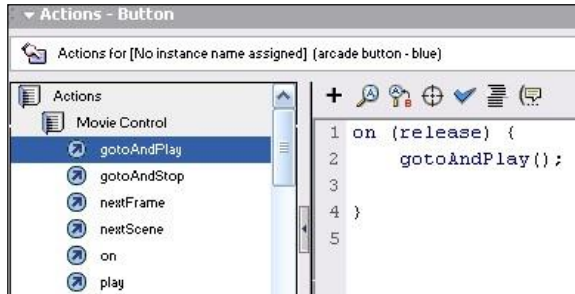 Actions - Button
Actions for [No instance name assigned] (arcade button - blue)
Actions
Movie Control
gotoAndPlay
gotoAndStop
nextFrame
nextScene
on
play
1 on (release) {
2 gotoAndPlay();
3
4 }
5